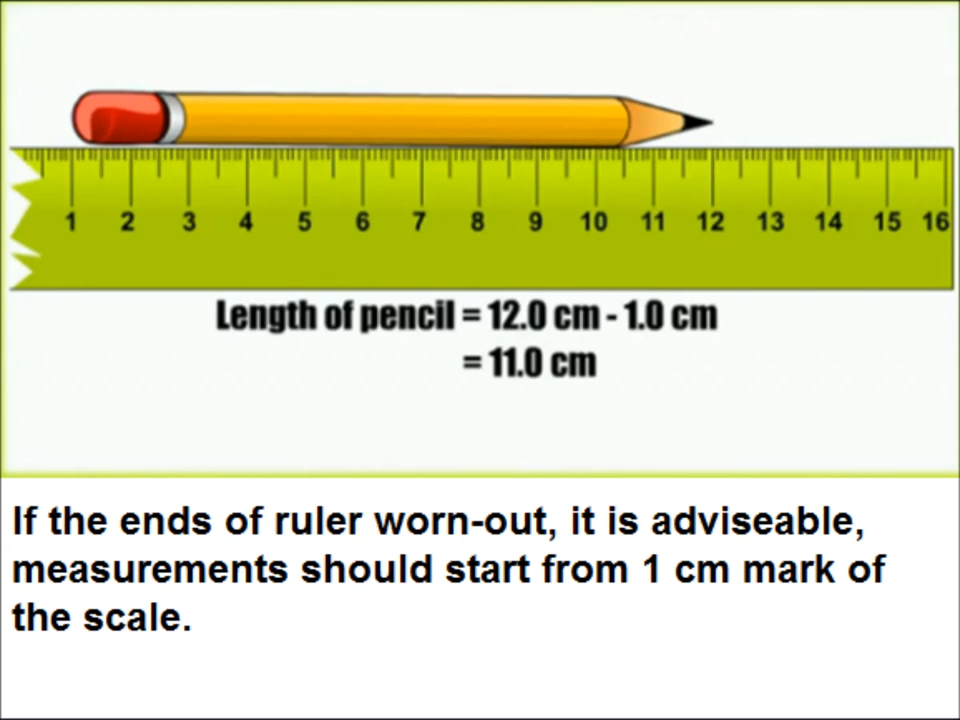 1 2 3 4 5 6 7 8 9 10 11 12 13 14 15 16
Length of pencil = 12.0 cm - 1.0 cm
= 11.0 cm
If the ends of ruler worn-out, it is adviseable,
measurements should start from 1 cm mark of
the scale.